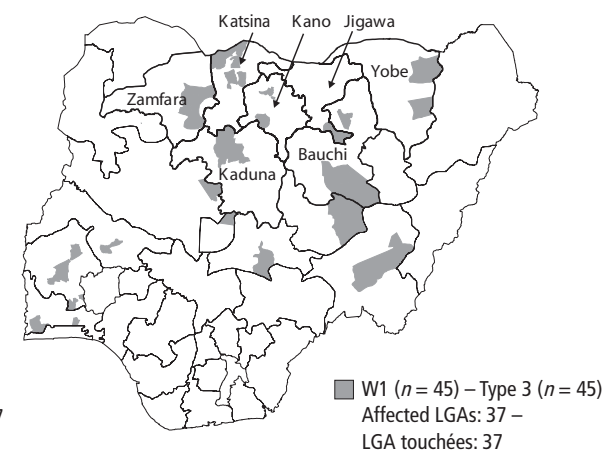 Katsina Kano Jigawa
Yobe
Zamfara
Bauchi
Kaduna
W1 (n = 45) – Type 3 (n = 45)
Affected LGAs: 37 –
LGA touchées: 37